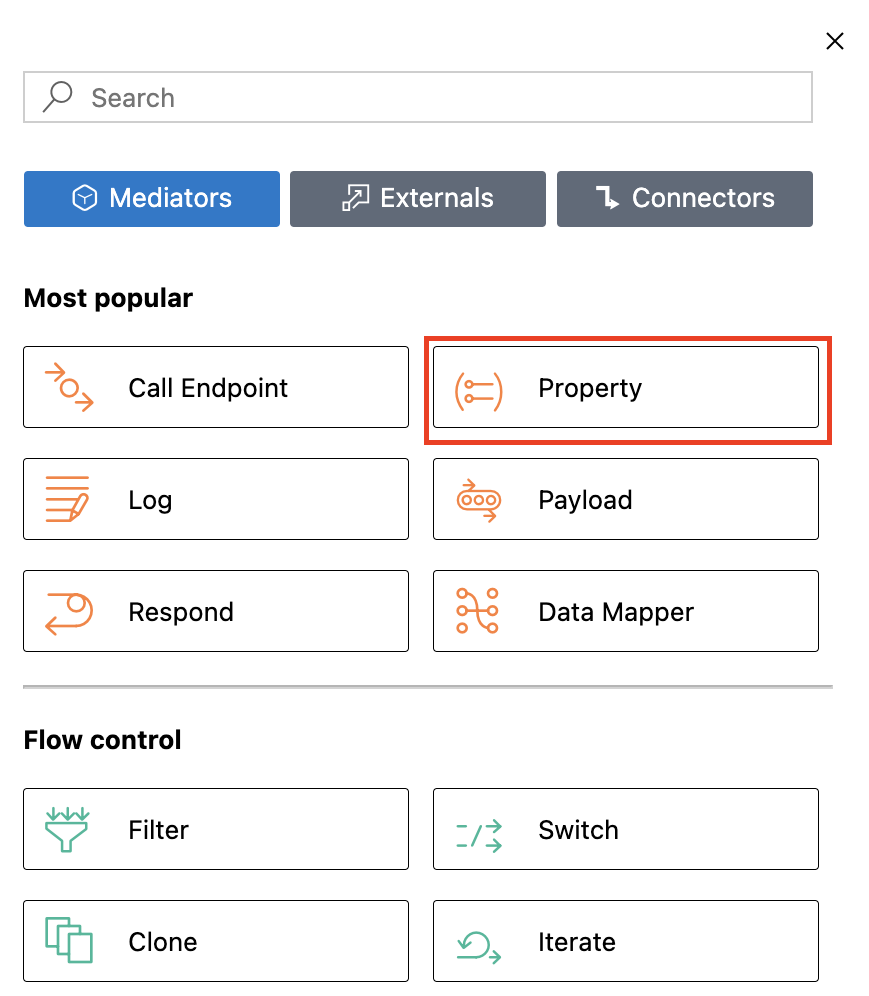 Search
Mediators Externals Connectors
Most popular
Call Endpoint Property
Log Payload
Respond Data Mapper
Flow control
Filter Switch
Clone Iterate